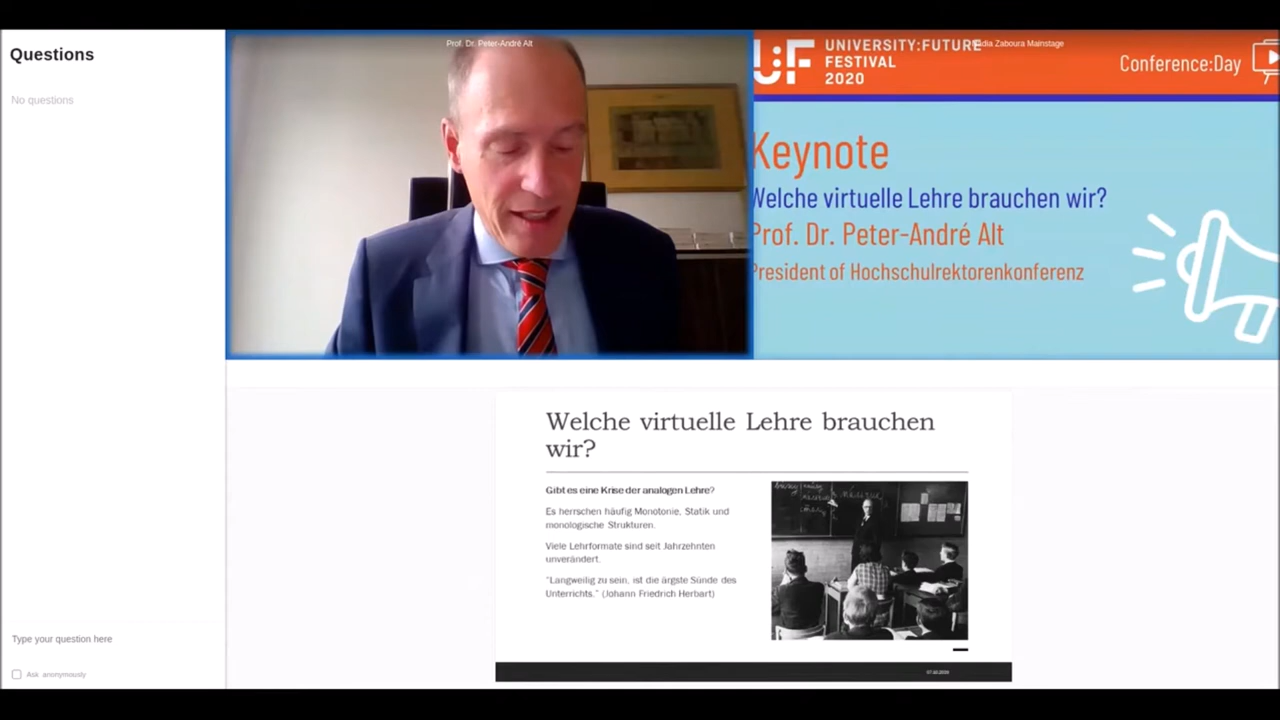 Questions
No questions
Type your question here
Ask anonymously
Prof. Dr. Peter-André Alt
UNIVERSITY:FUTURE
FESTIVAL
2020
Zaboura Mainstage
Conference:Day
Keynote
Welche virtuelle Lehre brauchen wir?
Prof. Dr. Peter-André Alt
President of Hochschulrektorenkonferenz
Welche virtuelle Lehre brauchen
wir?
Gibt es eine Krise der analogen Lehre?
Es herrschen häufig Monotonie, Statik und
monologische Strukturen.
Viele Lehrformate sind seit Jahrzehnten
unverändert.
"Langweilig zu sein, ist die ärgste Sünde des
Unterrichts." (Johann Friedrich Herbart)